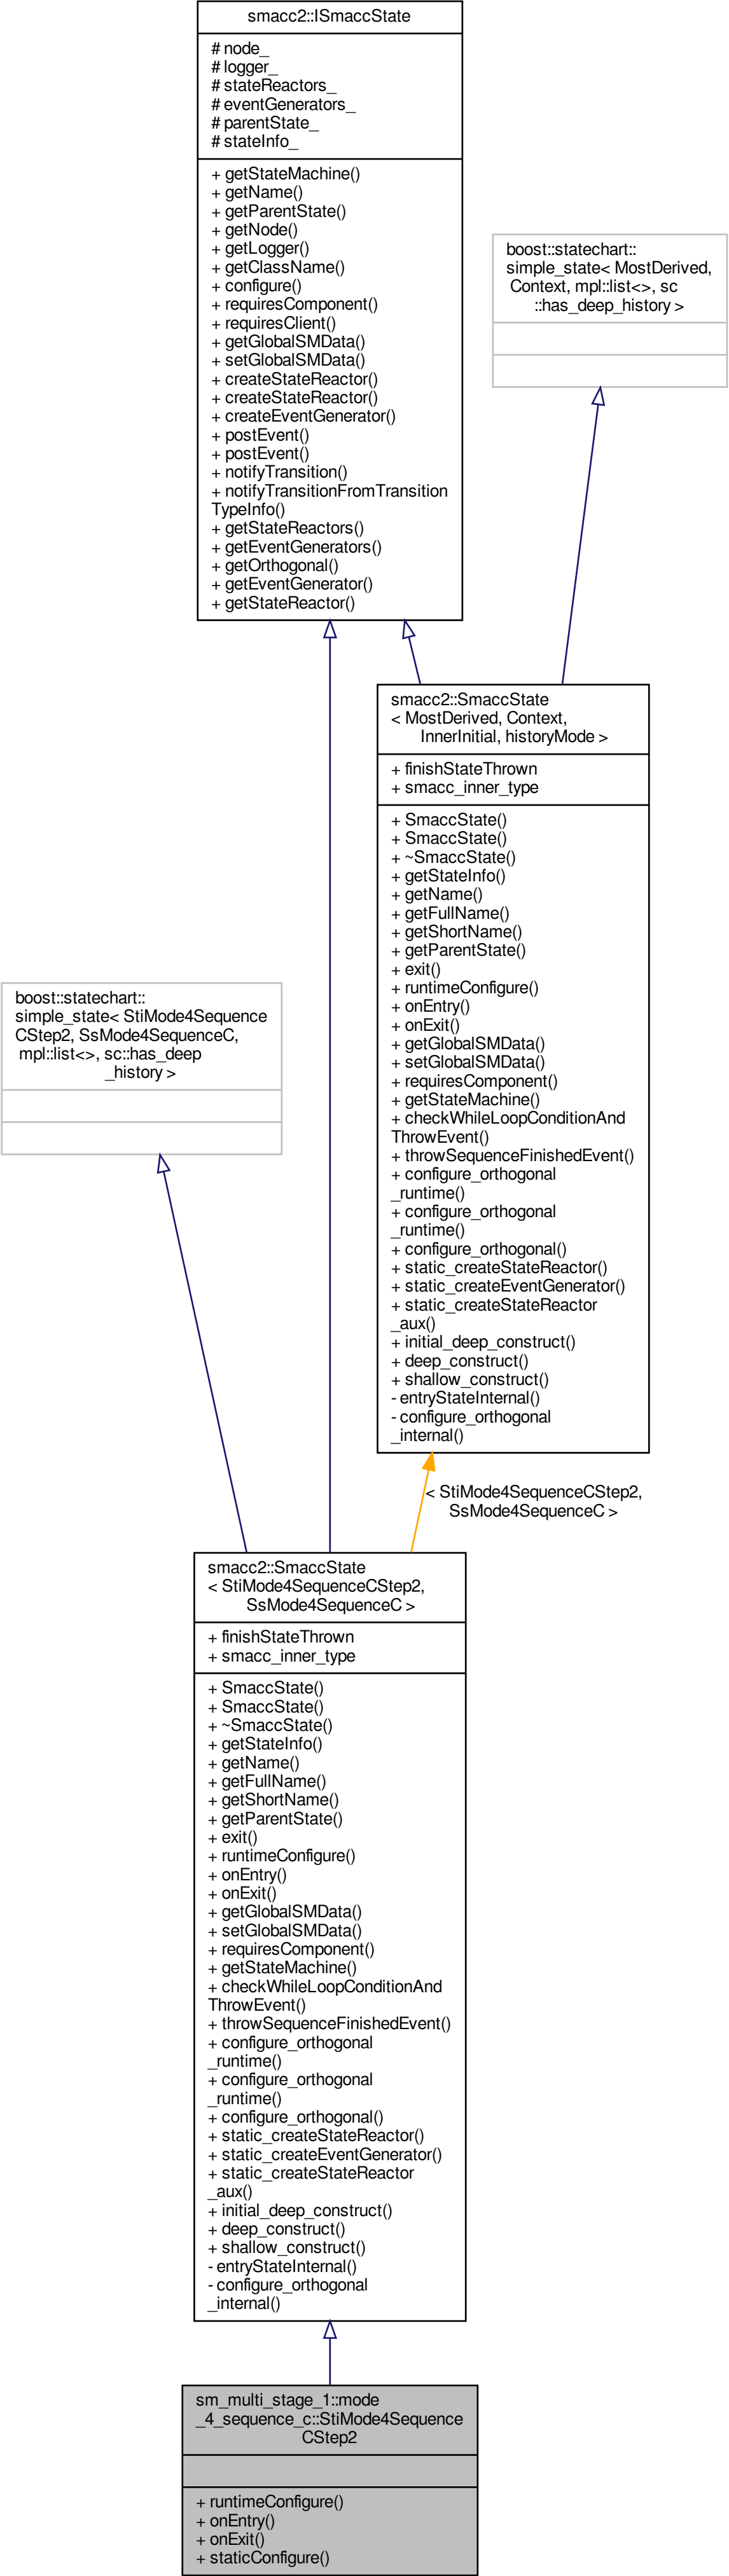 smacc2::ISmaccState
# node_
# logger_
# stateReactors_
# eventGenerators_
# parentState_
# stateInfo_
+ getStateMachine()
+ getName()
+ getParentState()
+ getNode()
+ getLogger()
+ getClassName()
+ configure()
+ requiresComponent()
+ requiresClient()
+ getGlobalSMData()
+ setGlobalSMData()
+ createStateReactor()
+ createStateReactor()
+ createEventGenerator()
+ postEvent()
+ postEvent()
+ notifyTransition()
+ notifyTransitionFromTransition
TypeInfo()
+ getStateReactors()
+ getEventGenerators()
+ getOrthogonal()
+ getEventGenerator()
+ getStateReactor()
boost::statechart::
simple_state< MostDerived,
Context, mpl::list<>, sc
::has_deep_history >
smacc2::SmaccState
< MostDerived, Context,
InnerInitial, historyMode >
+ finishStateThrown
+ smacc_inner_type
+ SmaccState()
+ SmaccState()
+ ~SmaccState()
+ getStateInfo()
+ getName()
+ getFullName()
+ getShortName()
+ getParentState()
+ exit()
+ runtimeConfigure()
+ onEntry()
+ onExit()
+ getGlobalSMData()
+ setGlobalSMData()
+ requiresComponent()
+ getStateMachine()
+ checkWhileLoopConditionAnd
ThrowEvent()
+ throwSequenceFinishedEvent()
+ configure_orthogonal
_runtime()
+ configure_orthogonal
_runtime()
+ configure_orthogonal()
+ static_createStateReactor()
+ static_createEventGenerator()
+ static_createStateReactor
_aux()
+ initial_deep_construct()
+ deep_construct()
+ shallow_construct()
- entryStateInternal()
- configure_orthogonal
_internal()
boost::statechart::
simple_state< StiMode4Sequence
CStep2, SsMode4SequenceC,
mpl::list<>, sc::has_deep
_history >
< StiMode4SequenceCStep2,
SsMode4SequenceC >
smacc2::SmaccState
< StiMode4SequenceCStep2,
SsMode4SequenceC >
+ finishStateThrown
+ smacc_inner_type
+ SmaccState()
+ SmaccState()
+ ~SmaccState()
+ getStateInfo()
+ getName()
+ getFullName()
+ getShortName()
+ getParentState()
+ exit()
+ runtimeConfigure()
+ onEntry()
+ onExit()
+ getGlobalSMData()
+ setGlobalSMData()
+ requiresComponent()
+ getStateMachine()
+ checkWhileLoopConditionAnd
ThrowEvent()
+ throwSequenceFinishedEvent()
+ configure_orthogonal
_runtime()
+ configure_orthogonal
_runtime()
+ configure_orthogonal()
+ static_createStateReactor()
+ static_createEventGenerator()
+ static_createStateReactor
_aux()
+ initial_deep_construct()
+ deep_construct()
+ shallow_construct()
- entryStateInternal()
- configure_orthogonal
_internal()
sm_multi_stage_1::mode
_4_sequence_c::StiMode4Sequence
CStep2
+ runtimeConfigure()
+ onEntry()
+ onExit()
+ staticConfigure()